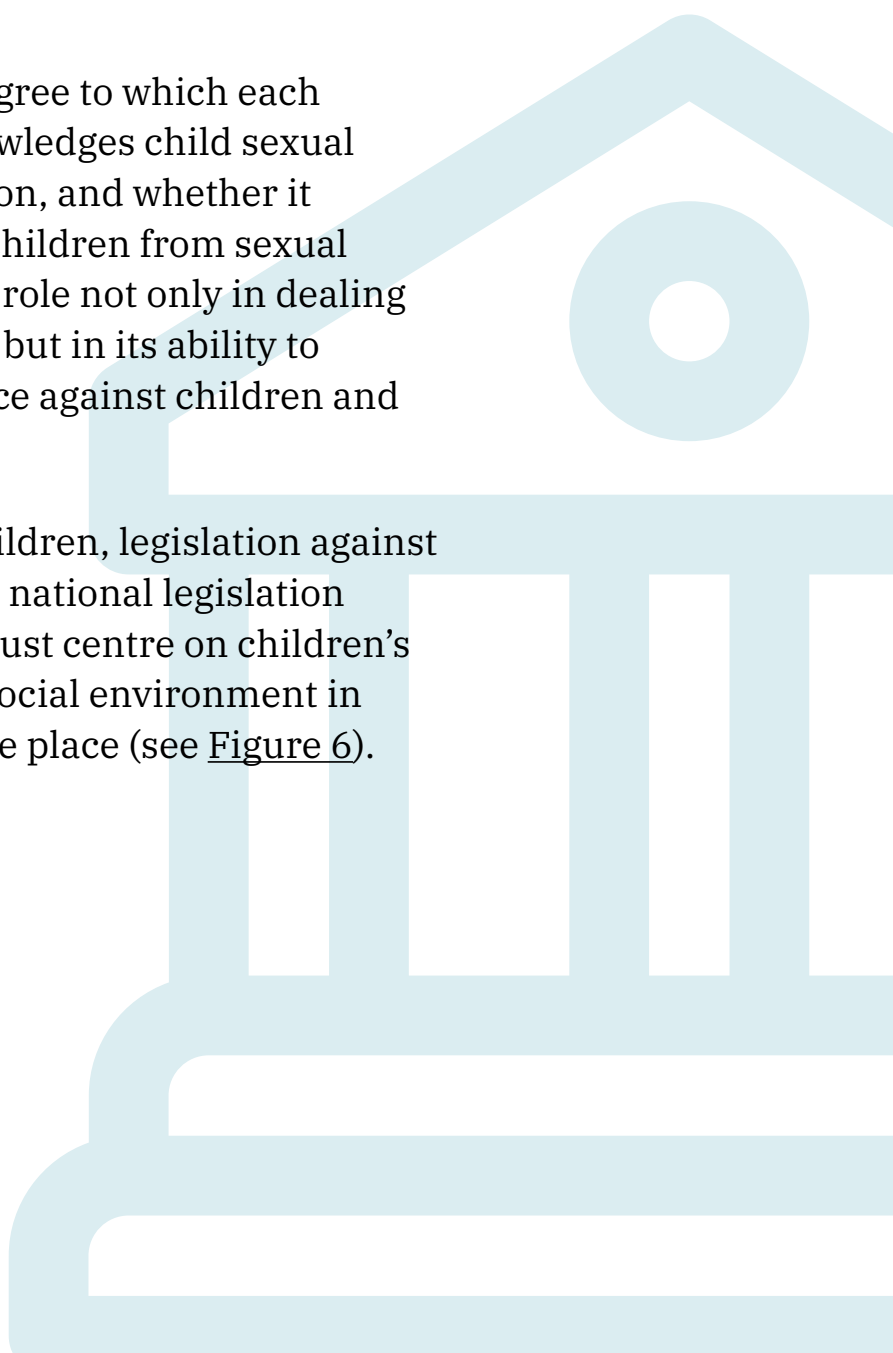 gree to which each
wledges child sexual
on, and whether it
hildren from sexual
role not only in dealing
but in its ability to
ce against children and
ildren, legislation against
national legislation
ust centre on children’s
ocial environment in
e place (see Figure 6).